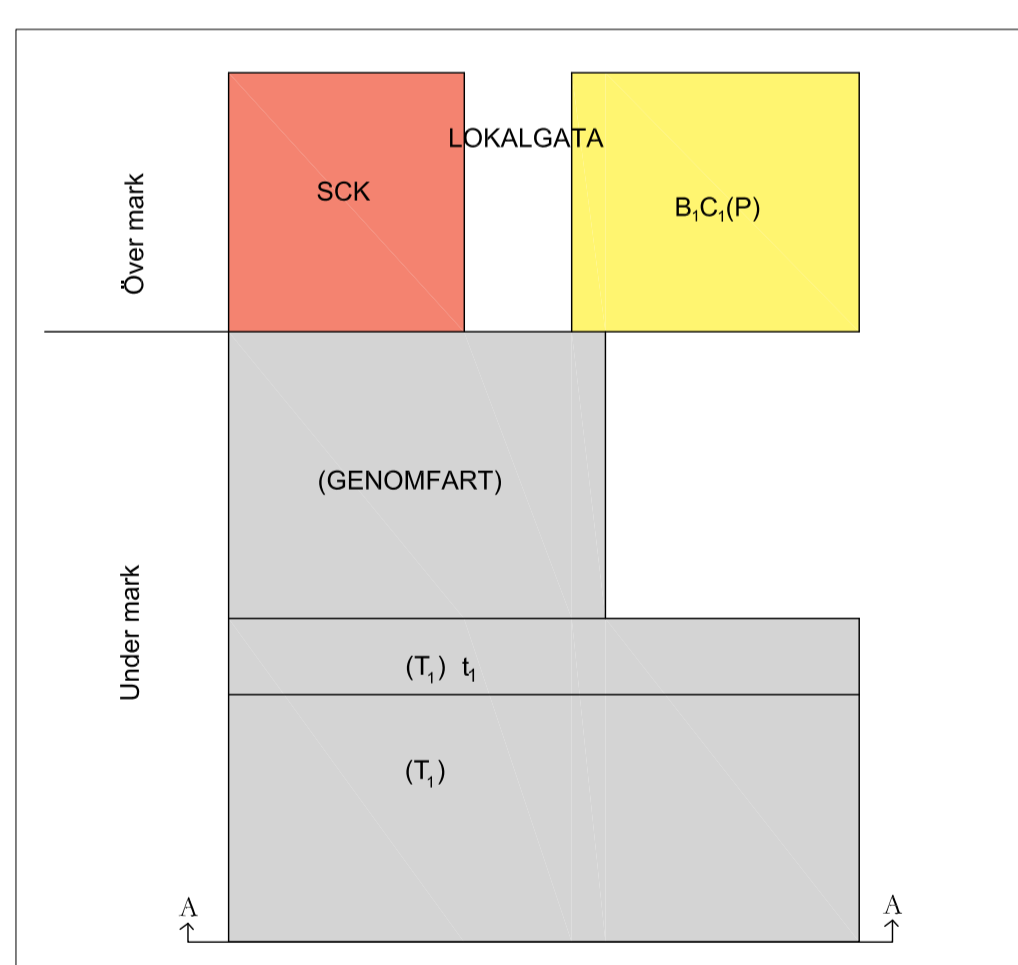 LOKALGATA
SCK
B₁C₁(P)
Över mark
(GENOMFART)
Under mark
(T₁) t₁
(T₁)
A
A